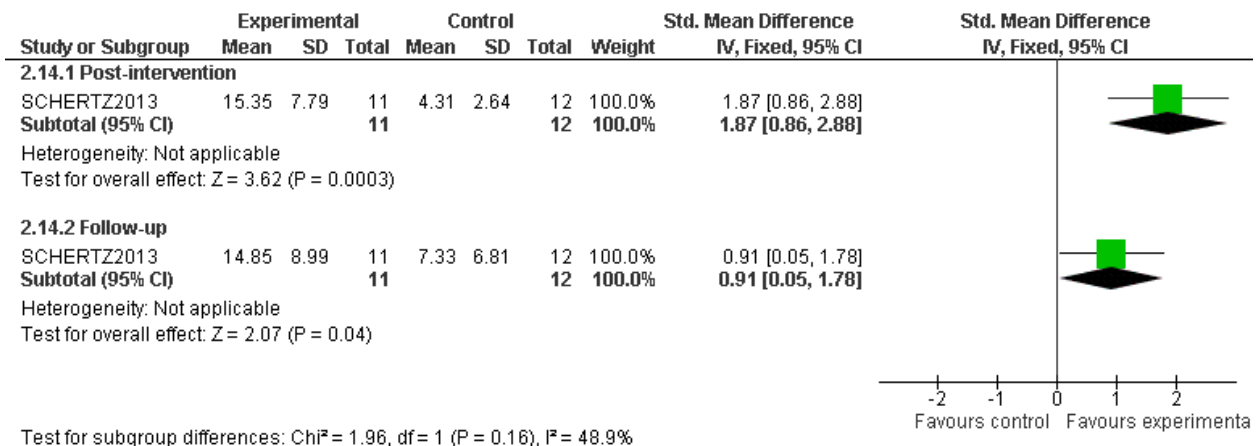 Experimental Control Std. Mean Difference Std. Mean Difference
Study or Subgroup Mean SD Total Mean SD Total Weight IV, Fixed, 95% CI IV, Fixed, 95% CI
2.14.1 Post-intervention
SCHERTZ2013 15.35 7.79 11 4.31 2.64 12 100.0% 1.87 [0.86, 2.88]
Subtotal (95% CI) 11 12 100.0% 1.87 [0.86, 2.88]
Heterogeneity: Not applicable
Test for overall effect: Z = 3.62 (P = 0.0003)
2.14.2 Follow-up
SCHERTZ2013 14.85 8.99 11 7.33 6.81 12 100.0% 0.91 [0.05, 1.78]
Subtotal (95% CI) 11 12 100.0% 0.91 [0.05, 1.78]
Heterogeneity: Not applicable
Test for overall effect: Z = 2.07 (P = 0.04)
-2 -1 0 1 2
Favours control Favours experimenta
Test for subgroup differences: Chi² = 1.96, df = 1 (P = 0.16), I² = 48.9%